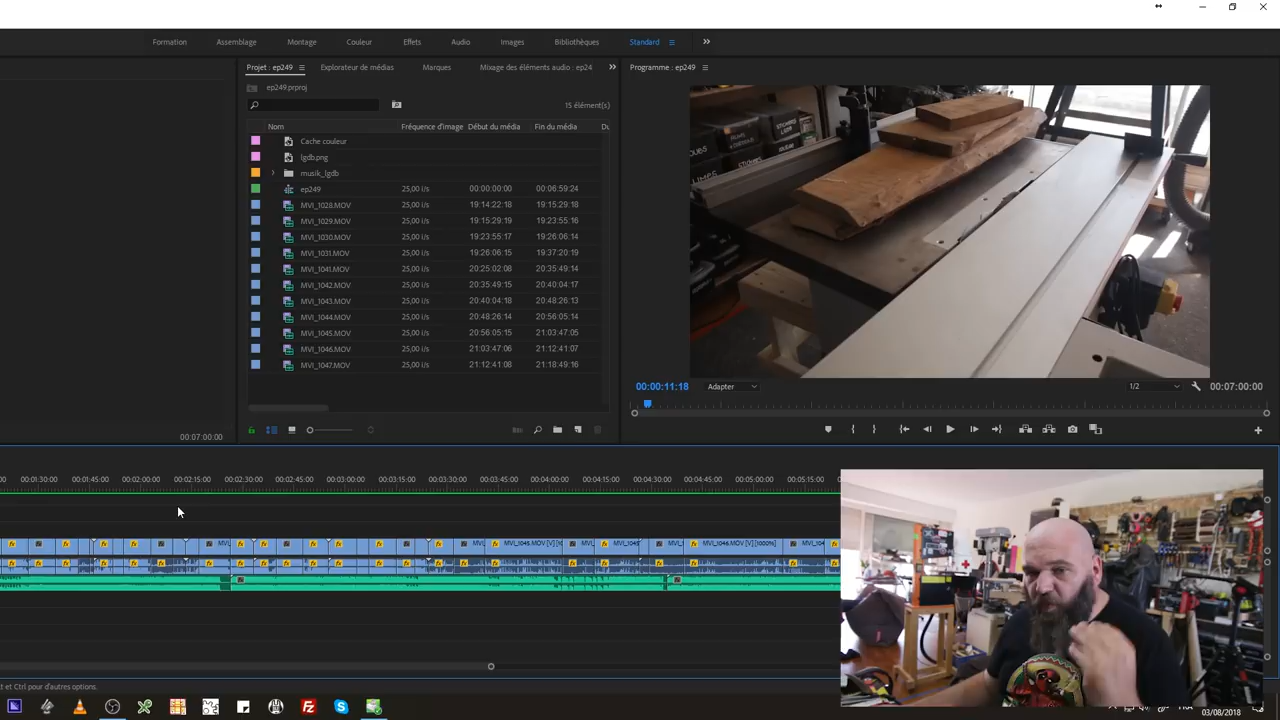 Formation Assemblage Montage Couleur Effets Audio Images Bibliothèques Standard
Projet : ep249 Explorateur de médias Marques Mixage des éléments audio : ep24
Programme : ep249
ep249.prproj
15 élément(s)
Nom Fréquence d'image Début du média Fin du média Du
Cache couleur
lgdb.png
musik_lgdb
ep249 25,00 i/s 00:00:00:00 00:06:59:24
MVI_1028.MOV 25,00 i/s 19:14:22:18 19:15:29:18
MVI_1029.MOV 25,00 i/s 19:15:29:19 19:23:55:16
MVI_1030.MOV 25,00 i/s 19:23:55:17 19:26:06:14
MVI_1031.MOV 25,00 i/s 19:26:06:15 19:37:20:19
MVI_1041.MOV 25,00 i/s 20:25:02:08 20:35:49:14
MVI_1042.MOV 25,00 i/s 20:35:49:15 20:40:04:17
MVI_1043.MOV 25,00 i/s 20:40:04:18 20:48:26:13
MVI_1044.MOV 25,00 i/s 20:48:26:14 20:56:05:14
MVI_1045.MOV 25,00 i/s 20:56:05:15 21:03:47:05
MVI_1046.MOV 25,00 i/s 21:03:47:06 21:12:41:07
MVI_1047.MOV 25,00 i/s 21:12:41:08 21:18:49:16
00:00:11:18 Adapter 1/2 00:07:00:00
00:07:00:00
00:01:30:00 00:01:45:00 00:02:00:00 00:02:15:00 00:02:30:00 00:02:45:00 00:03:00:00 00:03:15:00 00:03:30:00 00:03:45:00 00:04:00:00 00:04:15:00 00:04:30:00 00:04:45:00 00:05:00:00 00:05:15:00
et Ctrl pour d'autres options.
03/08/2018